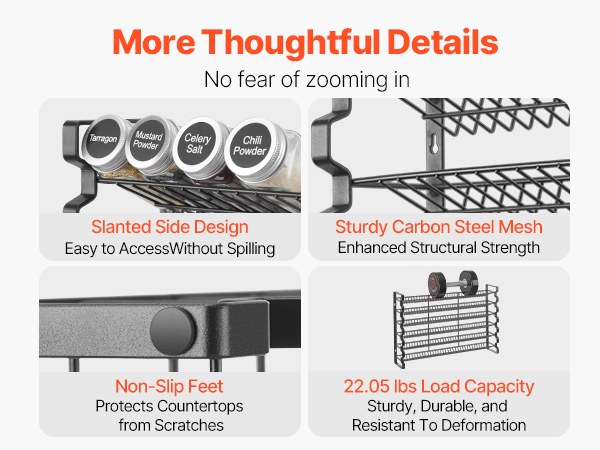 More Thoughtful Details
No fear of zooming in
Tarragon
Mustard
Powder
Celery
Salt
Chili
Powder
Slanted Side Design
Easy to AccessWithout Spilling
Sturdy Carbon Steel Mesh
Enhanced Structural Strength
Non-Slip Feet
Protects Countertops
from Scratches
22.05 lbs Load Capacity
Sturdy, Durable, and
Resistant To Deformation